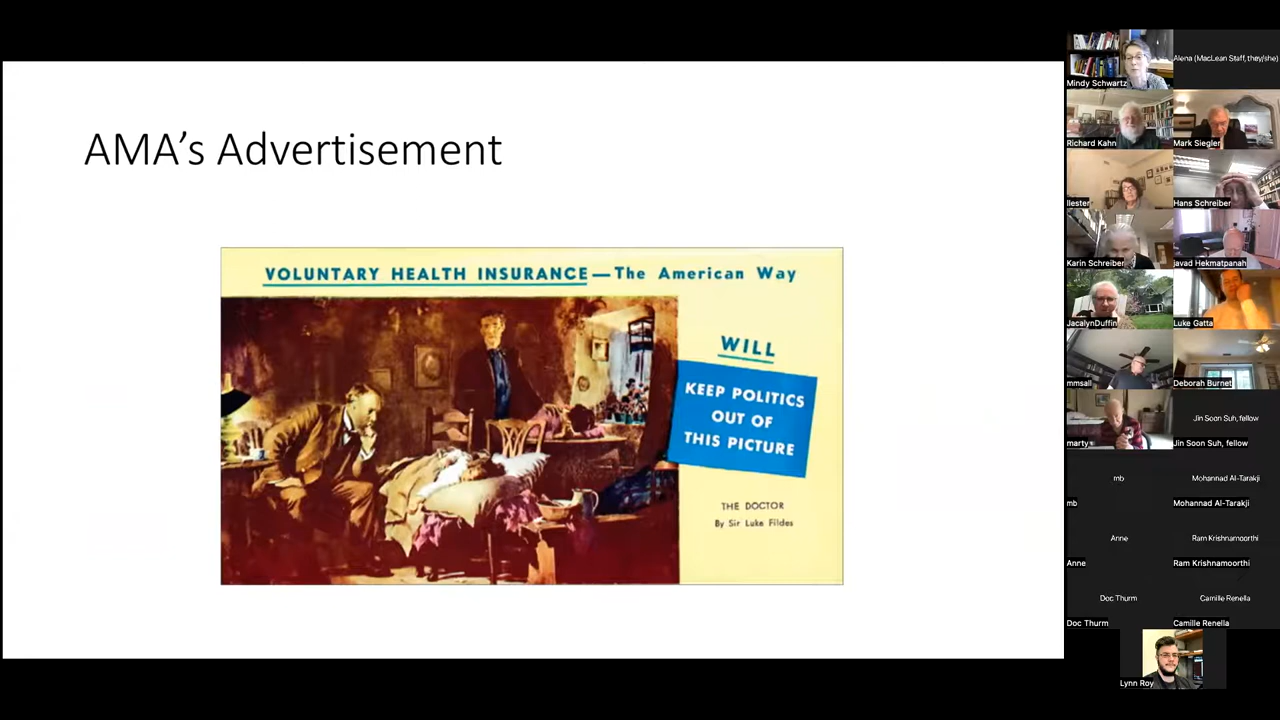 AMA's Advertisement
VOLUNTARY HEALTH INSURANCE—The American Way
WILL
KEEP POLITICS
OUT OF
THIS PICTURE
THE DOCTOR
By Sir Luke Fildes
Mindy Schwartz
Alena (MacLean Staff, they/she)
Richard Kahn
Mark Siegler
llester
Hans Schreiber
Karin Schreiber
javad Hekmatpanah
JacalynDuffin
Luke Gatta
mmsall
Deborah Burnet
marty
Jin Soon Suh, fellow
Jin Soon Suh, fellow
mb
Mohannad Al-Tarakji
mb
Mohannad Al-Tarakji
Anne
Ram Krishnamoorthi
Anne
Ram Krishnamoorthi
Doc Thurm
Camille Renella
Doc Thurm
Camille Renella
Lynn Roy